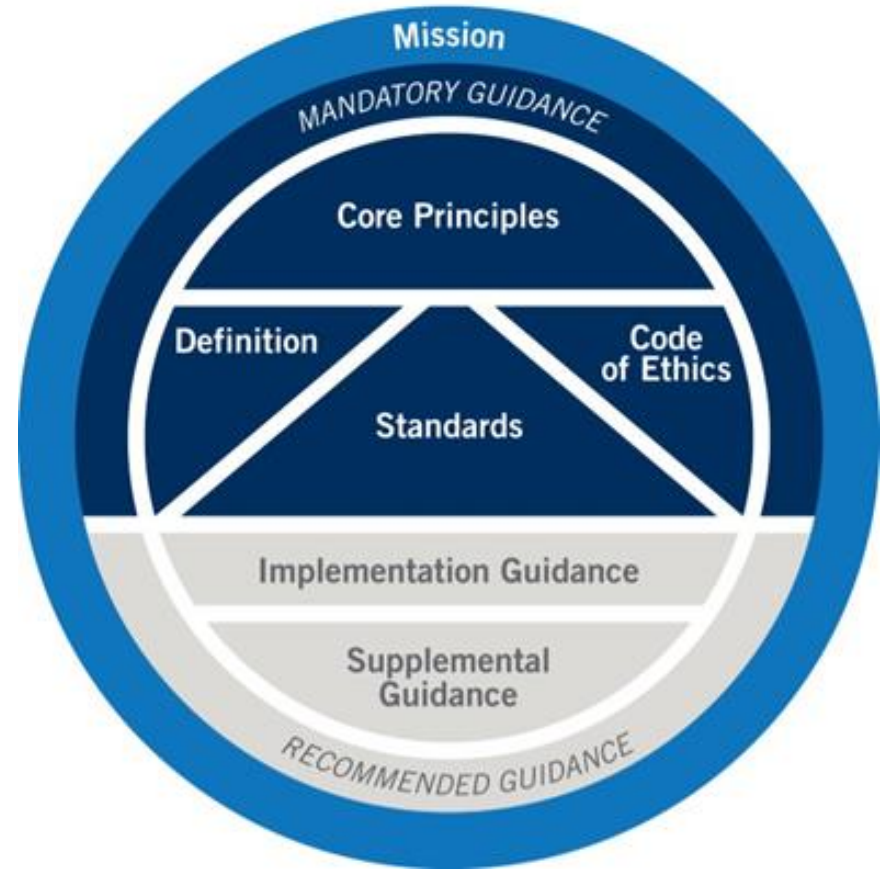 Mission
MANDATORY GUIDANCE
Core Principles
Definition
Code
of Ethics
Standards
Implementation Guidance
Supplemental
Guidance
RECOMMENDED GUIDANCE